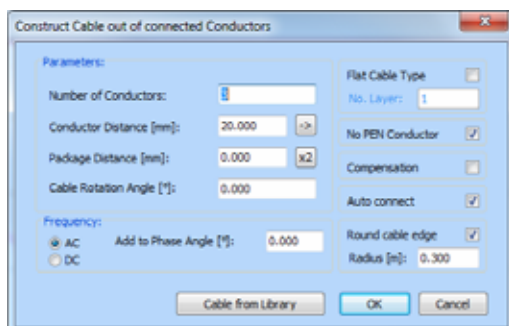 Construct Cable out of connected Conductors
Parameters:
Number of Conductors:
Conductor Distance [mm]: 20.000 ->
Package Distance [mm]: 0.000 x2
Cable Rotation Angle [°]: 0.000
Flat Cable Type
No. Layer: 1
No PEN Conductor
Compensation
Auto connect
Frequency:
AC Add to Phase Angle [°]: 0.000
DC
Round cable edge
Radius [m]: 0.300
Cable from Library OK Cancel